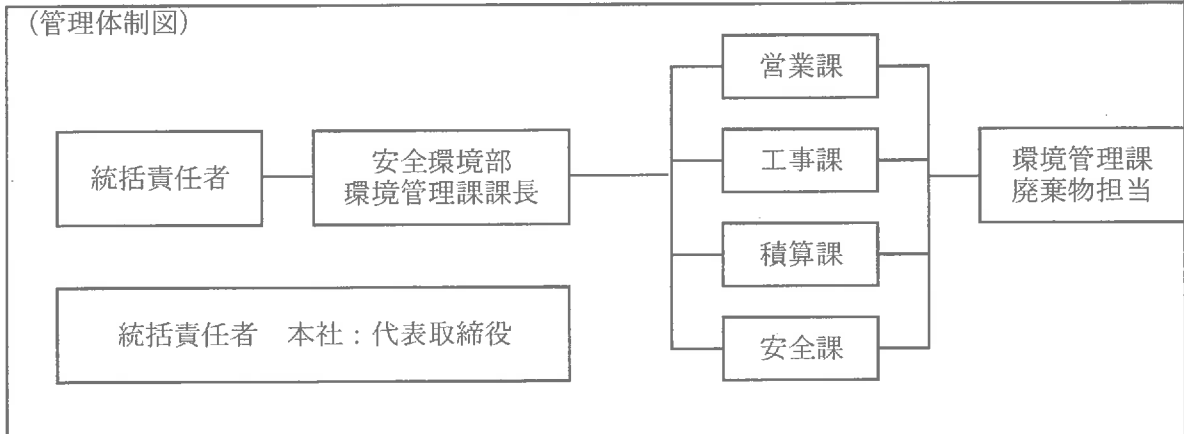 (管理体制図)
統括責任者
安全環境部
環境管理課課長
営業課
工事課
積算課
安全課
環境管理課
廃棄物担当
統括責任者 本社:代表取締役